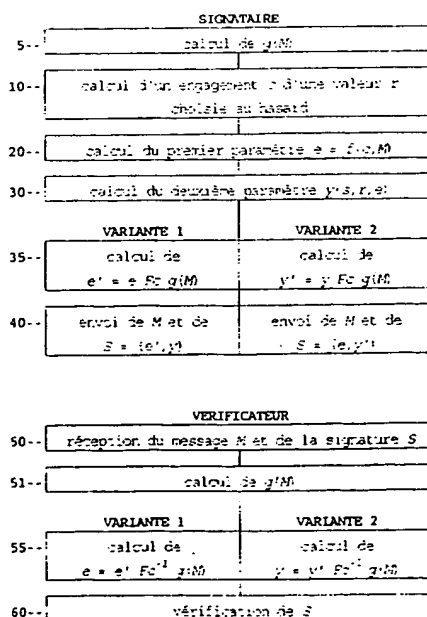 SIGNATAIRE
5-- calcul de g(M)
10-- calcul d'un engagement c d'une valeur r
choisie au hasard
20-- calcul du premier paramètre e = f(c,M)
30-- calcul du deuxième paramètre y(s,r,e)
VARIANTE 1 VARIANTE 2
35-- calcul de calcul de
e' = e Fc g(M) y' = y Fc g(M)
40-- envoi de M et de envoi de M et de
S = (e',y) S = (e,y')
VERIFICATEUR
50-- réception du message M et de la signature S
51-- calcul de g(M)
VARIANTE 1 VARIANTE 2
55-- calcul de calcul de
e = e' Fc⁻¹ g(M) y = y' Fc⁻¹ g(M)
60-- vérification de S